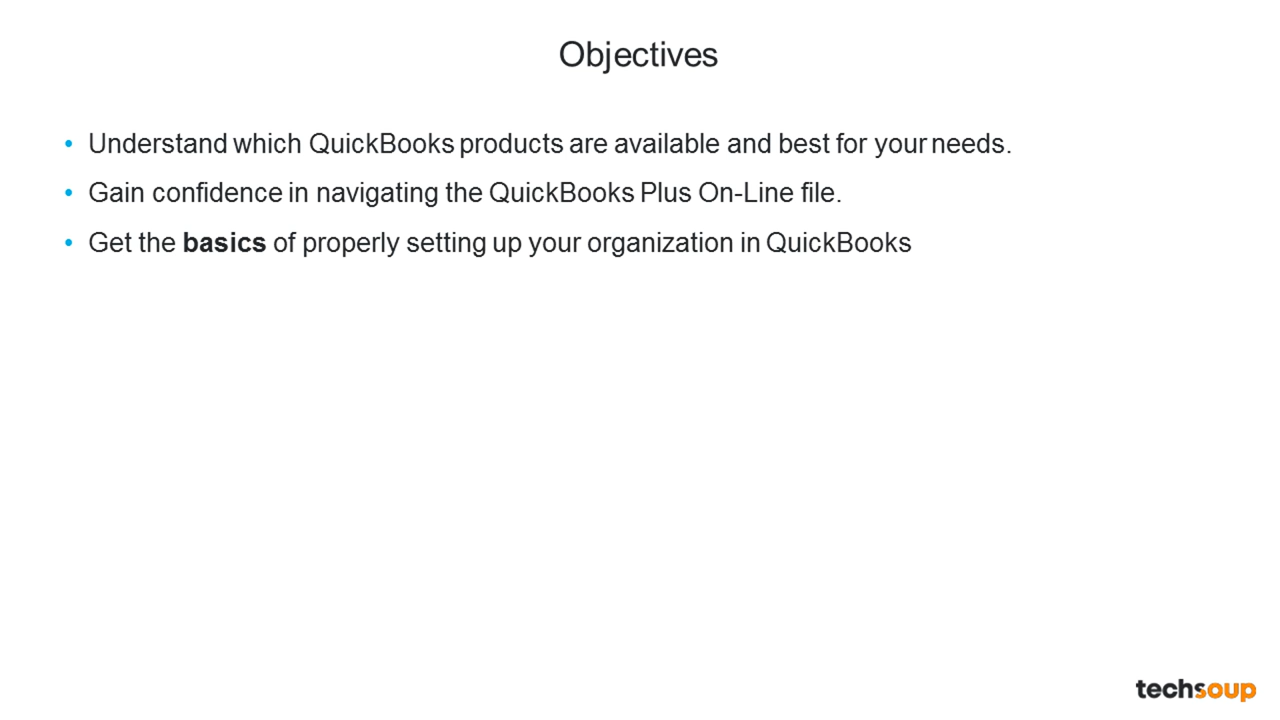 Objectives
• Understand which QuickBooks products are available and best for your needs.
• Gain confidence in navigating the QuickBooks Plus On-Line file.
• Get the basics of properly setting up your organization in QuickBooks
techsoup